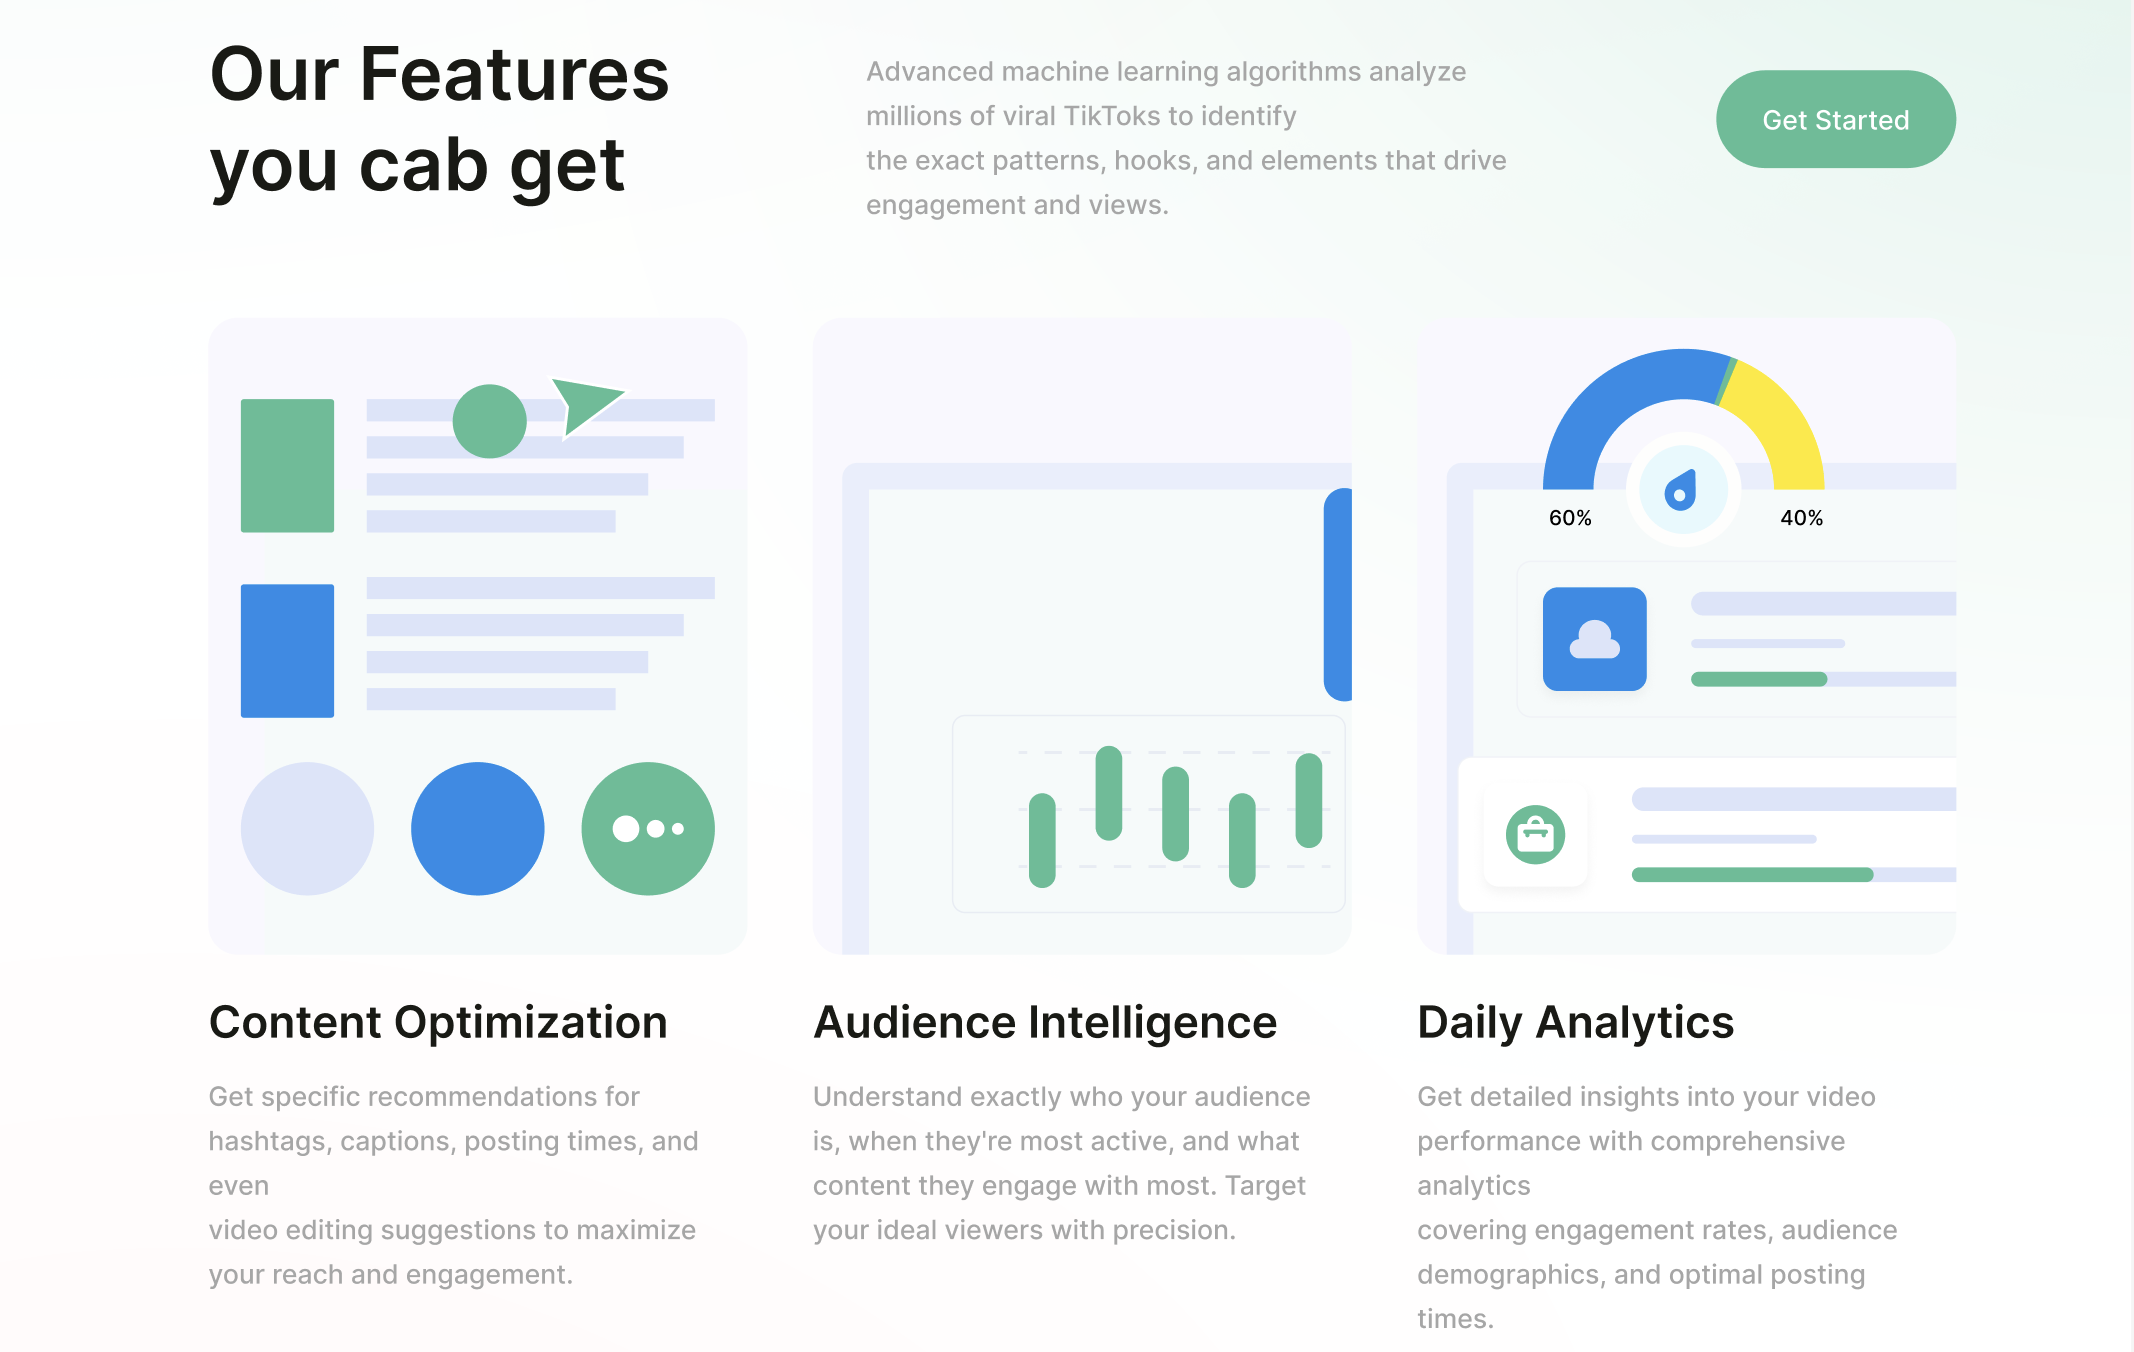 Our Features
you cab get
Advanced machine learning algorithms analyze
millions of viral TikToks to identify
the exact patterns, hooks, and elements that drive
engagement and views.
Get Started
60%
40%
Content Optimization
Get specific recommendations for
hashtags, captions, posting times, and
even
video editing suggestions to maximize
your reach and engagement.
Audience Intelligence
Understand exactly who your audience
is, when they're most active, and what
content they engage with most. Target
your ideal viewers with precision.
Daily Analytics
Get detailed insights into your video
performance with comprehensive
analytics
covering engagement rates, audience
demographics, and optimal posting
times.